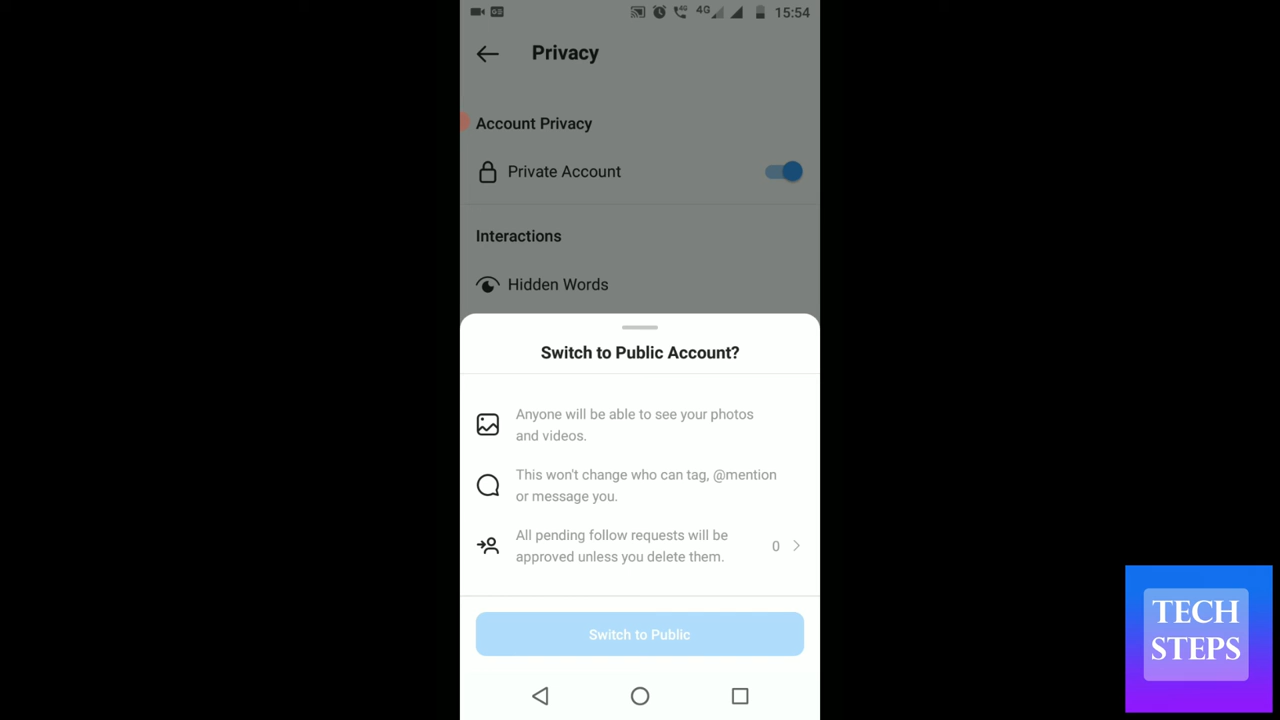 4G 15:54
Privacy
Account Privacy
Private Account
Interactions
Hidden Words
Switch to Public Account?
Anyone will be able to see your photos
and videos.
This won't change who can tag, @mention
or message you.
All pending follow requests will be
approved unless you delete them.
0
Switch to Public
TECH
STEPS